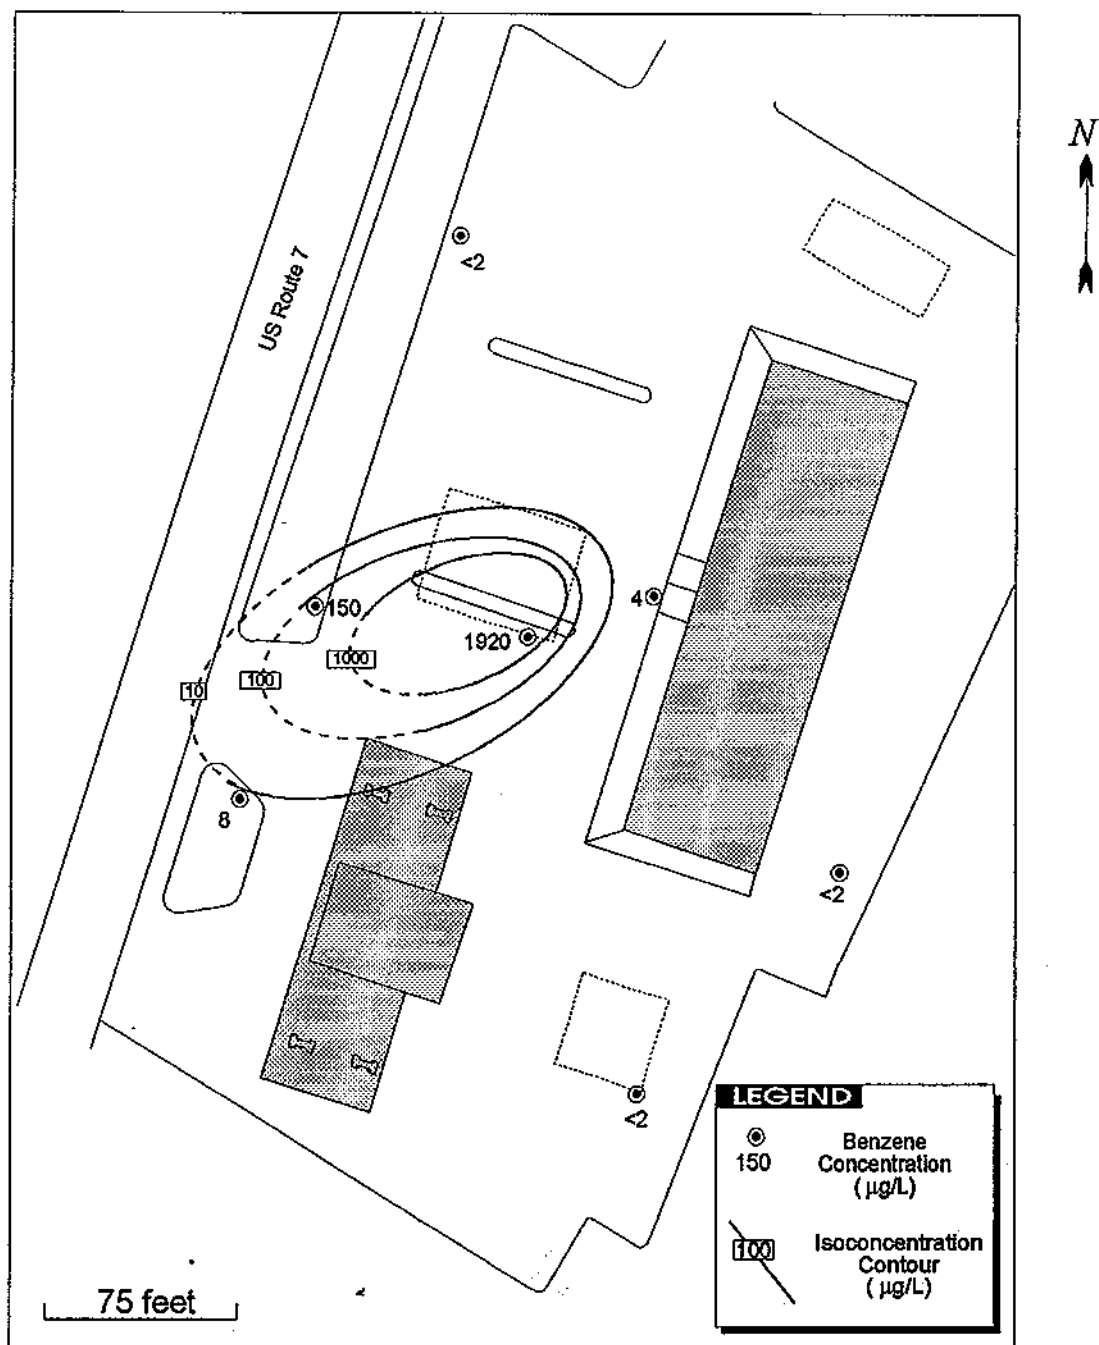 N
<2
US Route 7
150
4
1920
1000
100
10
8
<2
<2
LEGEND
150
Benzene
Concentration
( µg/L)
100
Isoconcentration
Contour
( µg/L)
75 feet